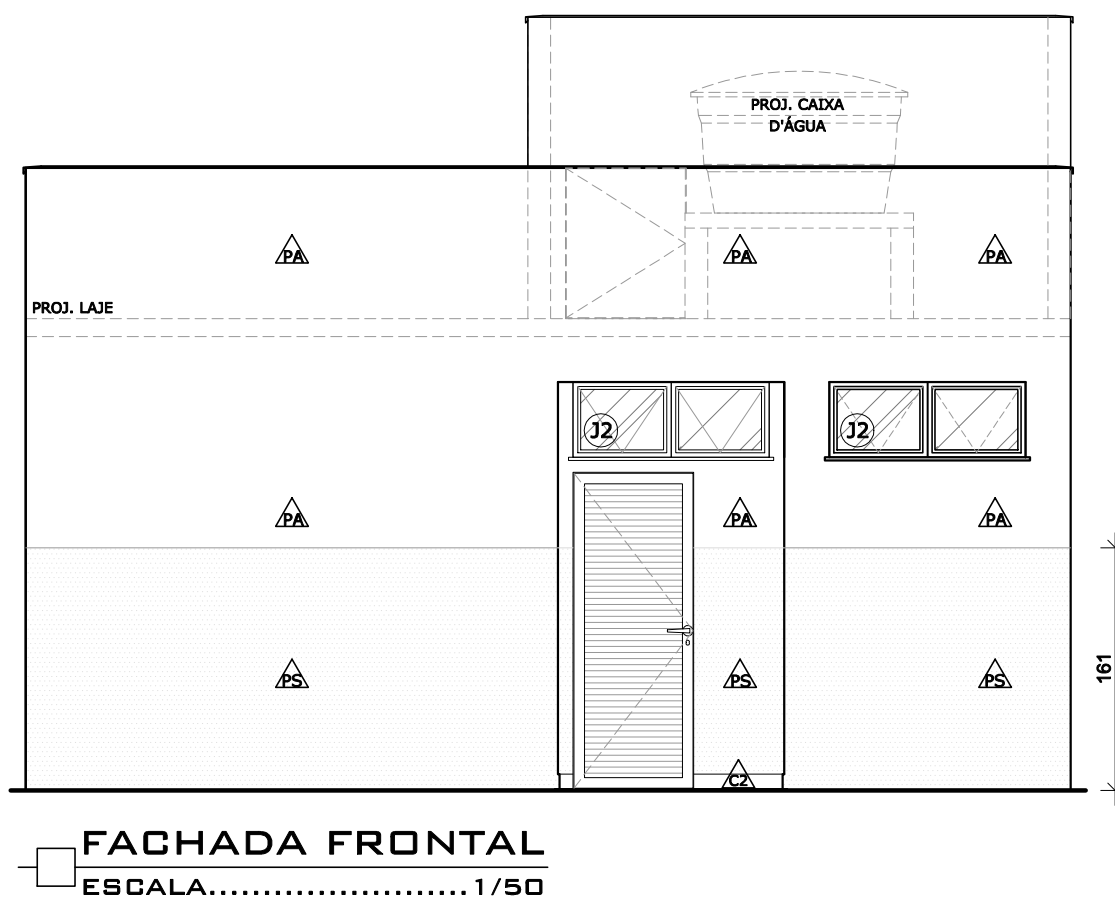 PROJ. CAIXA
D'ÁGUA
PA PA PA
PROJ. LAJE
J2 J2
PA PA PA
161
PS PS PS
C2
FACHADA FRONTAL
ESCALA.......................1/50